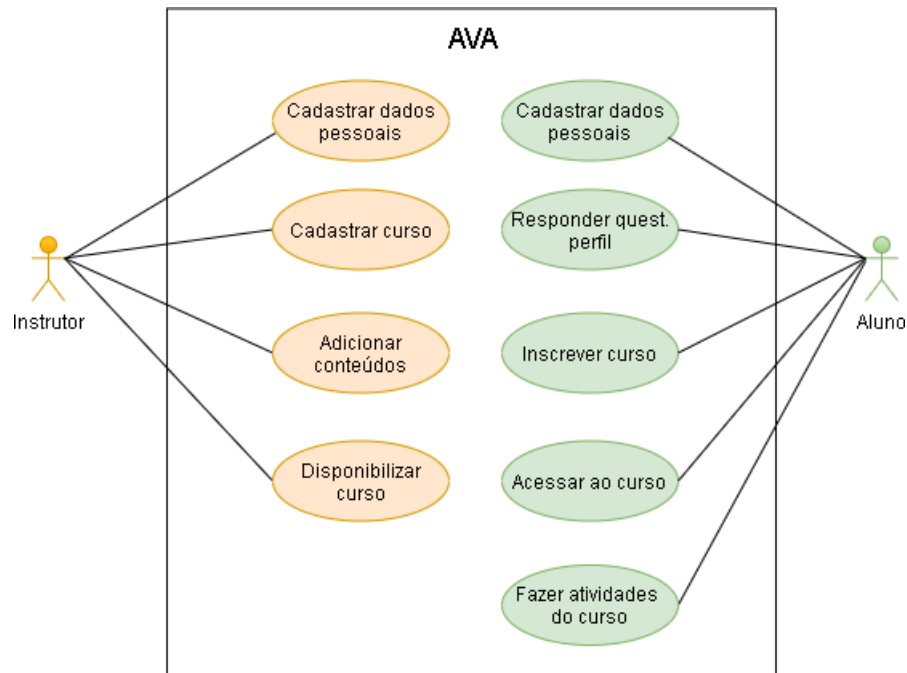 AVA
Cadastrar dados
pessoais
Cadastrar dados
pessoais
Cadastrar curso
Responder quest.
perfil
Instrutor
Aluno
Adicionar
conteúdos
Inscrever curso
Disponibilizar
curso
Acessar ao curso
Fazer atividades
do curso